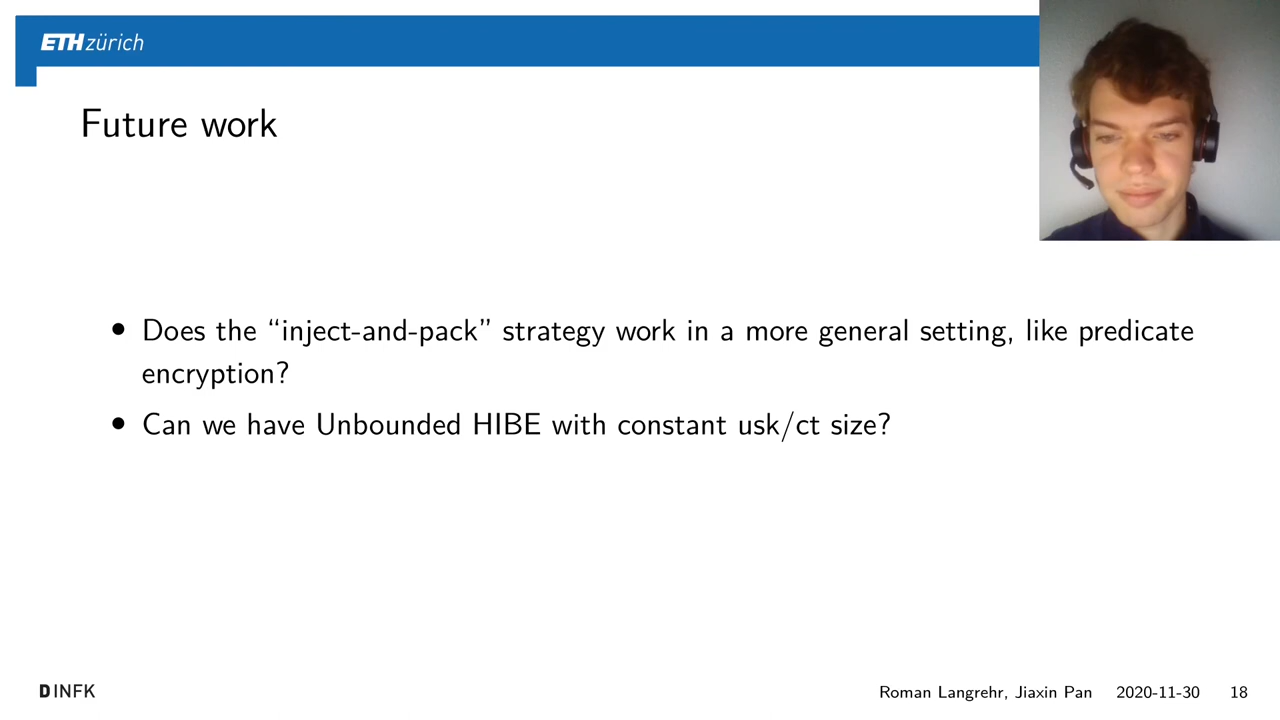 ETH zürich
Future work
• Does the “inject-and-pack” strategy work in a more general setting, like predicate
encryption?
• Can we have Unbounded HIBE with constant usk/ct size?
D INFK
Roman Langrehr, Jiaxin Pan 2020-11-30 18